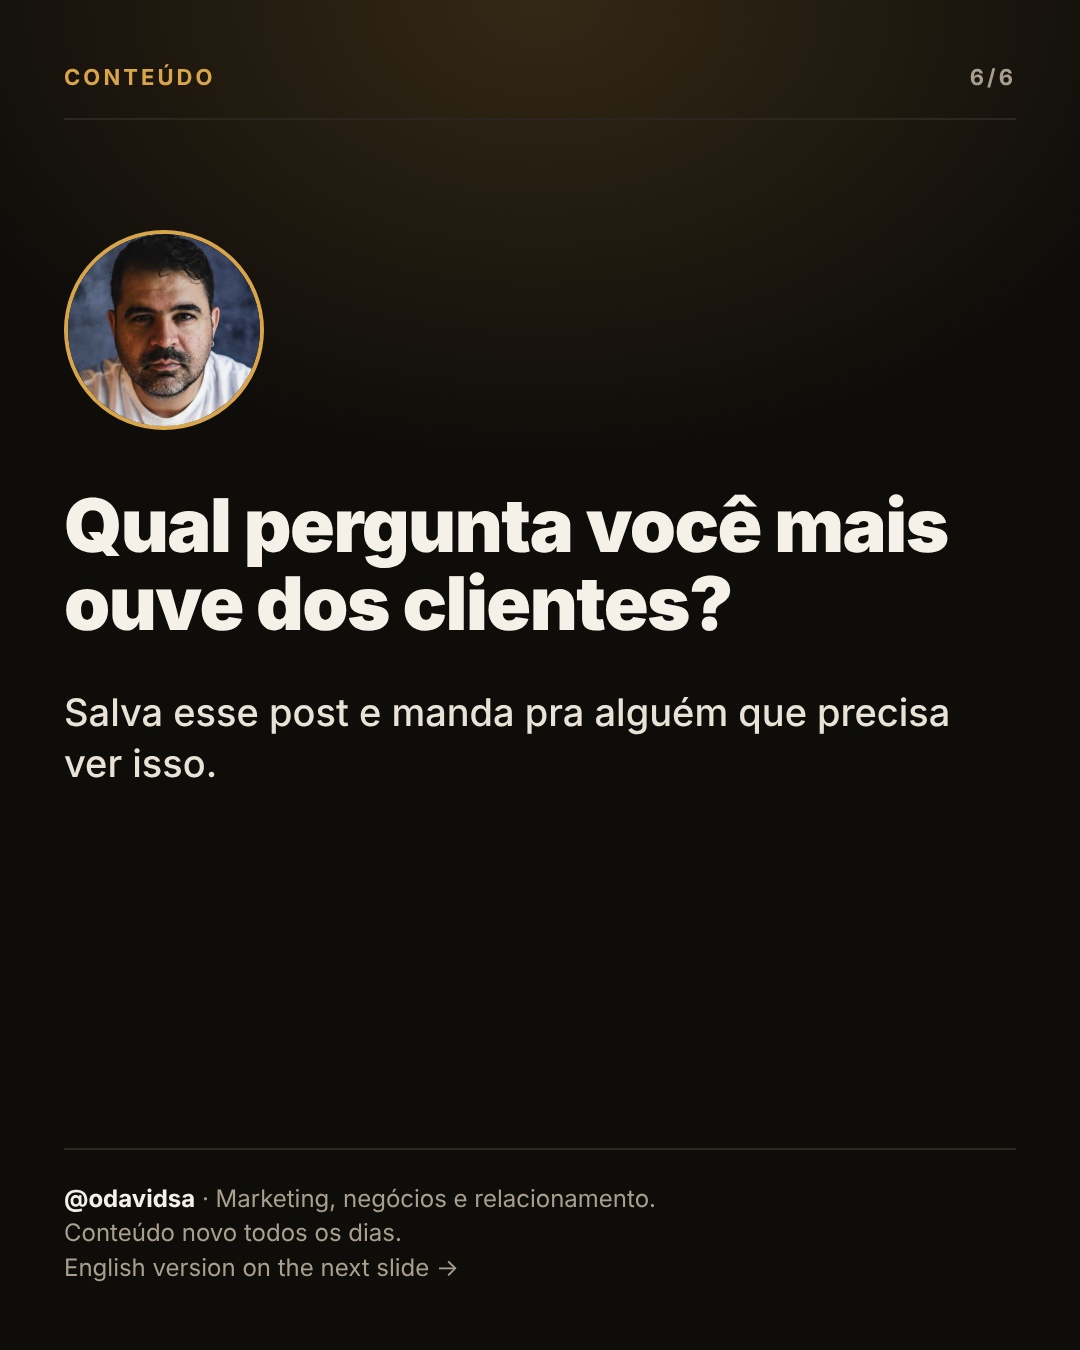 CONTEÚDO
6/6
Qual pergunta você mais
ouve dos clientes?
Salva esse post e manda pra alguém que precisa
ver isso.
@odavidsa · Marketing, negócios e relacionamento.
Conteúdo novo todos os dias.
English version on the next slide →